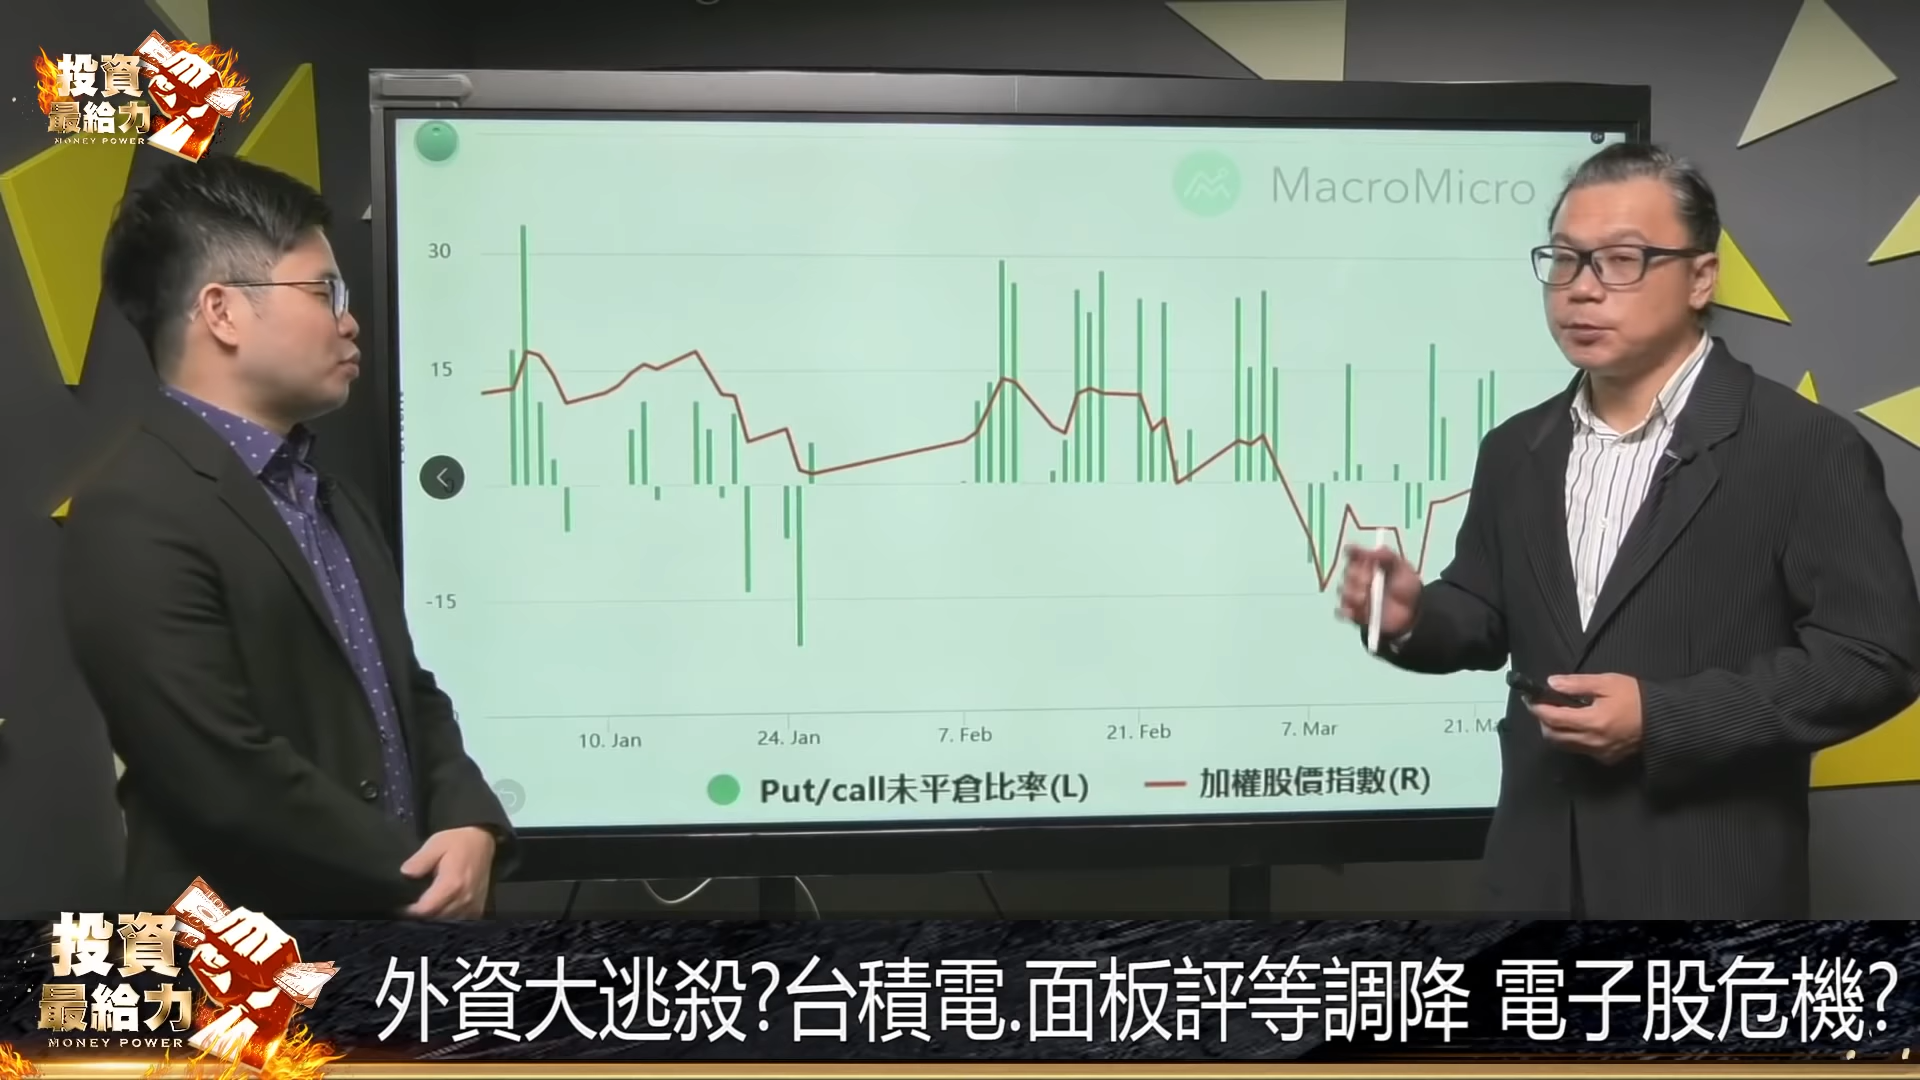 投資
最給力
MONEY POWER
MacroMicro
30
15
-15
10. Jan
24. Jan
7. Feb
21. Feb
7. Mar
21. Ma
Put/call未平倉比率(L)
加權股價指數(R)
投資
最給力
MONEY POWER
外資大逃殺?台積電.面板評等調降 電子股危機?